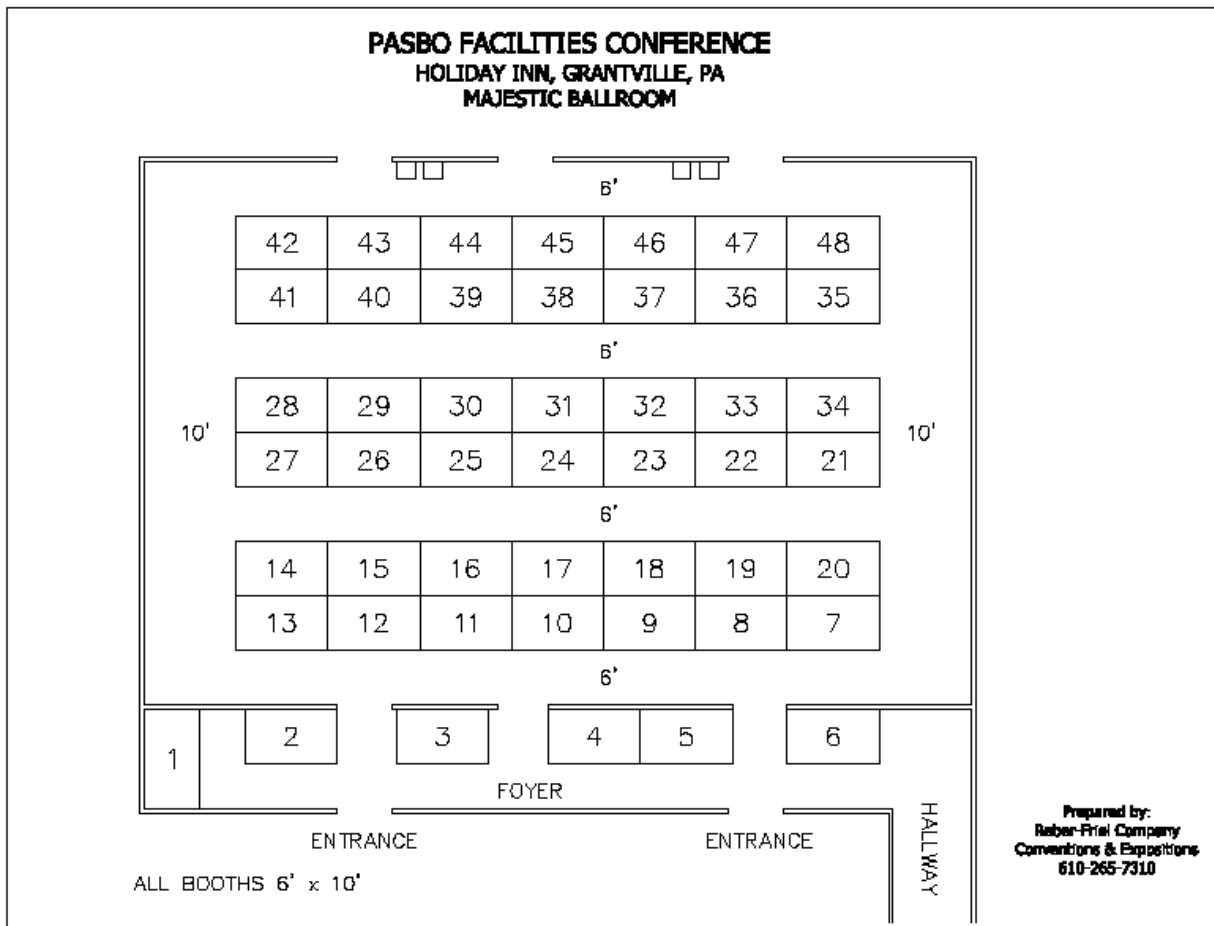 PASBO FACILITIES CONFERENCE
HOLIDAY INN, GRANTVILLE, PA
MAJESTIC BALLROOM
6'
42 43 44 45 46 47 48
41 40 39 38 37 36 35
6'
28 29 30 31 32 33 34
10' 10'
27 26 25 24 23 22 21
6'
14 15 16 17 18 19 20
13 12 11 10 9 8 7
6'
1 2 3 4 5 6
FOYER
ENTRANCE ENTRANCE
HALLWAY
ALL BOOTHS 6' x 10'
Prepared by:
Raber-Friel Company
Conventions & Expositions
610-265-7310